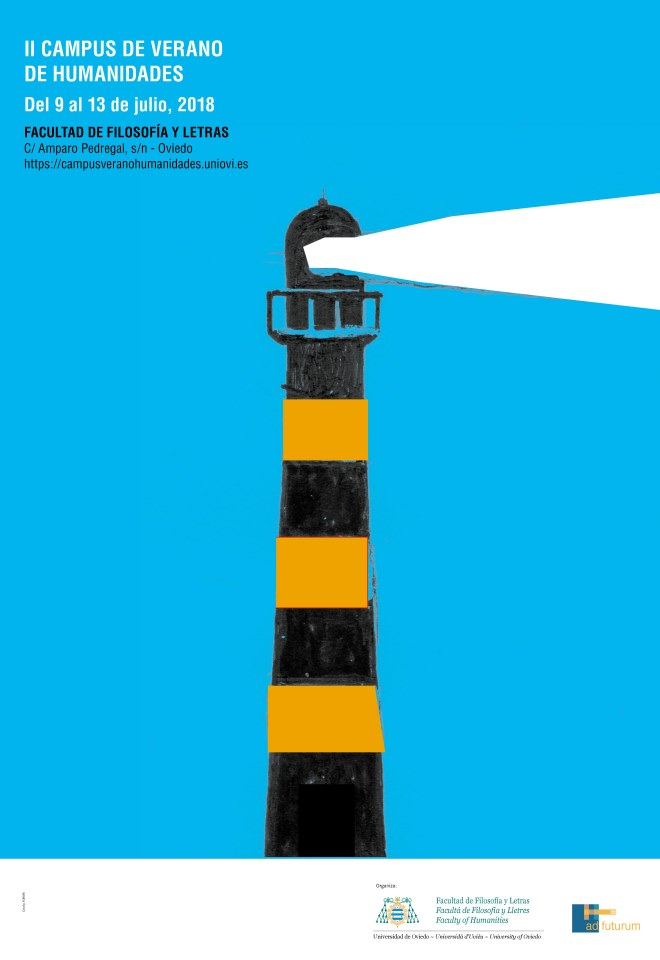 II CAMPUS DE VERANO
DE HUMANIDADES
Del 9 al 13 de julio, 2018
FACULTAD DE FILOSOFÍA Y LETRAS
C/ Amparo Pedregal, s/n - Oviedo
https://campusveranohumanidades.uniovi.es
Organiza:
Facultad de Filosofía y Letras
Facultá de Filosofía y Lletres
Faculty of Humanities
Universidad de Oviedo - Universidá d'Uviéu - University of Oviedo
ad futurum